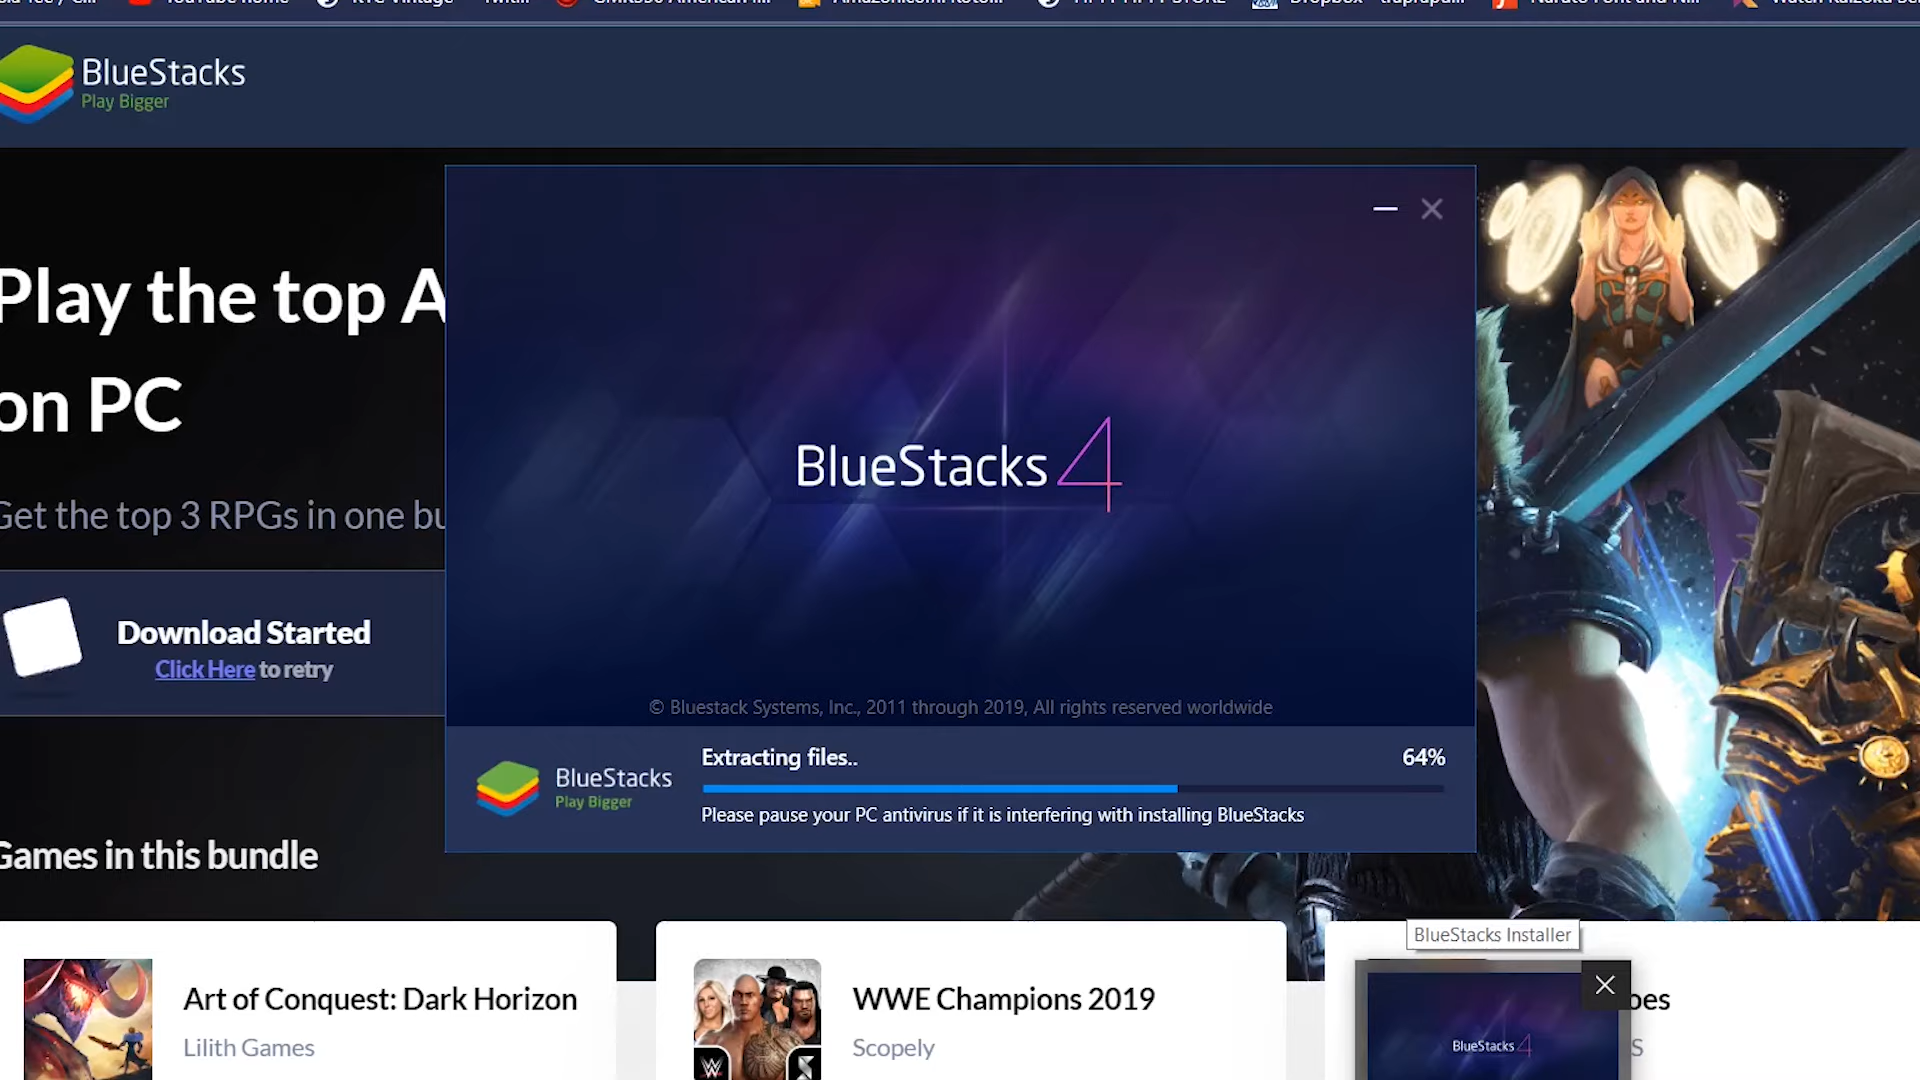 YouTube home
BlueStacks
Play Bigger
Play the top A
on PC
Get the top 3 RPGs in one bu
Download Started
Click Here to retry
BlueStacks 4
© Bluestack Systems, Inc., 2011 through 2019, All rights reserved worldwide
BlueStacks
Play Bigger
Extracting files..
64%
Please pause your PC antivirus if it is interfering with installing BlueStacks
Games in this bundle
Art of Conquest: Dark Horizon
Lilith Games
WWE Champions 2019
Scopely
BlueStacks Installer
BlueStacks 4
oes
s